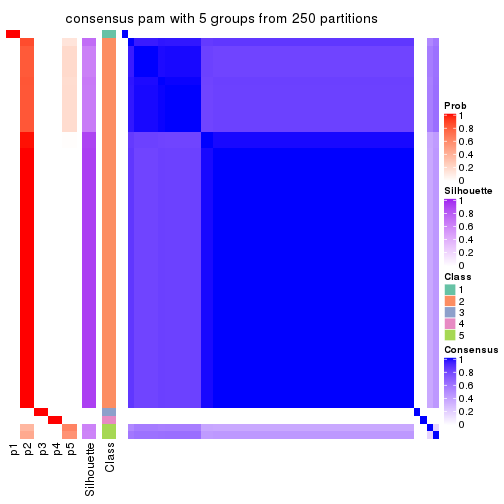 consensus pam with 5 groups from 250 partitions
Prob
1
0.8
0.6
0.4
0.2
0
Silhouette
1
0.8
0.6
0.4
0.2
0
Class
1
2
3
4
5
Consensus
1
0.8
0.6
0.4
0.2
0
p1
p2
p3
p4
p5
Silhouette
Class